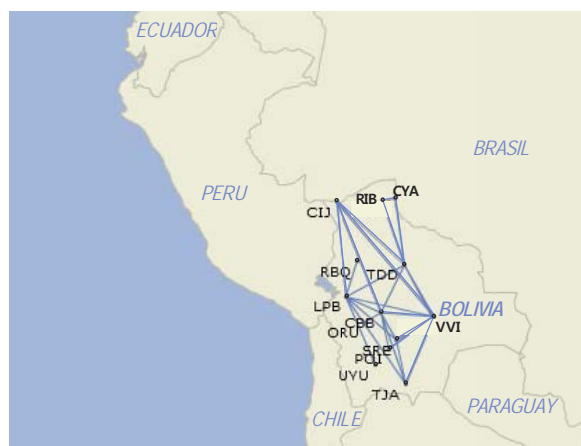 ECUADOR
BRASIL
PERU
RIB
CYA
CIJ
RBQ
TDD
LPB
BOLIVIA
CBB
VVI
ORU
SRE
POI
UYU
TJA
CHILE
PARAGUAY